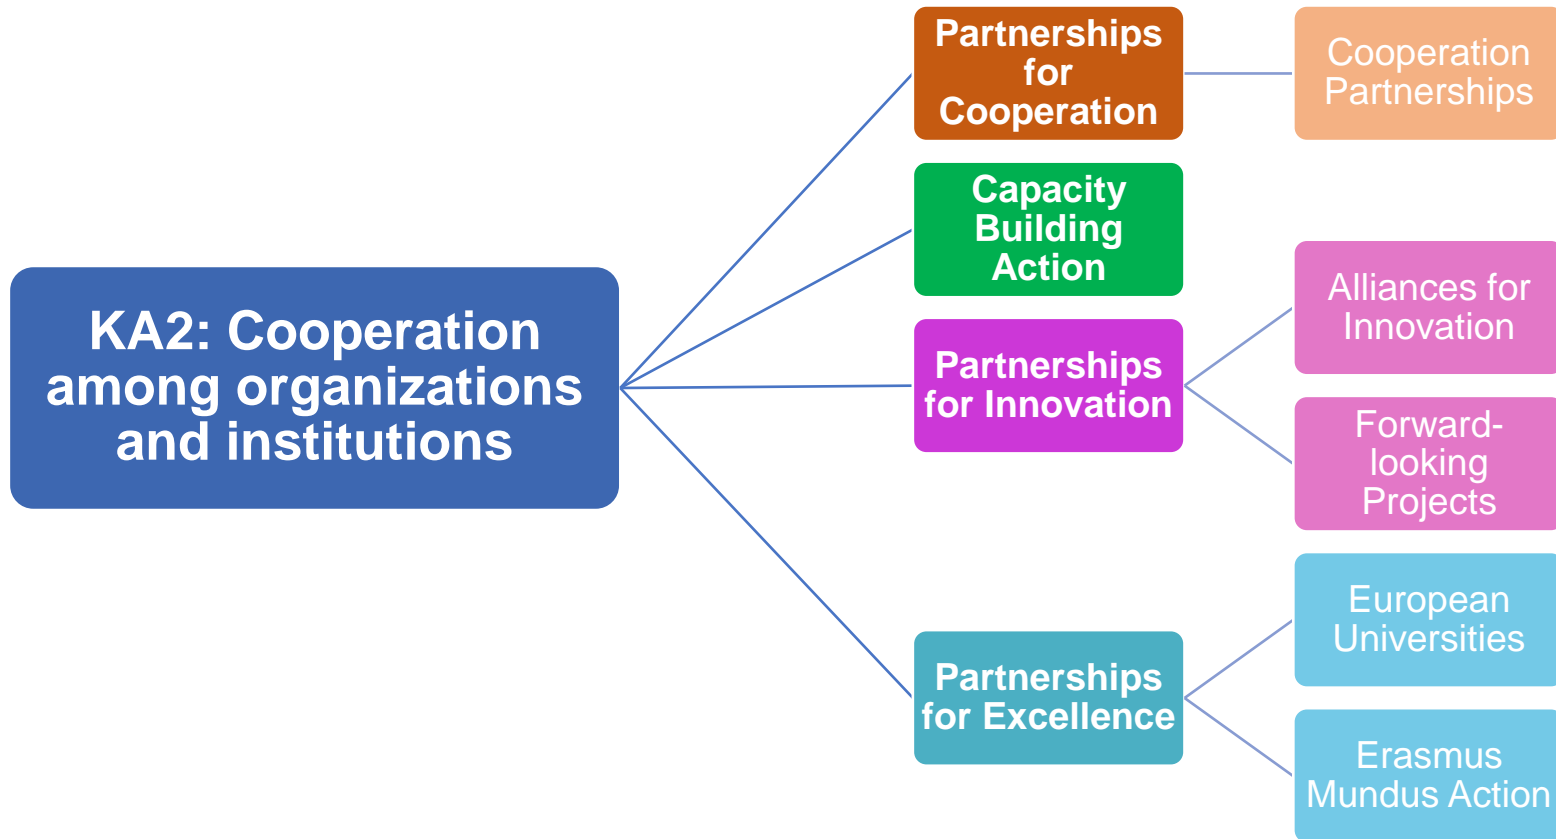 KA2: Cooperation
among organizations
and institutions
Partnerships
for
Cooperation
Cooperation
Partnerships
Capacity
Building
Action
Partnerships
for Innovation
Alliances for
Innovation
Forward-
looking
Projects
Partnerships
for Excellence
European
Universities
Erasmus
Mundus Action